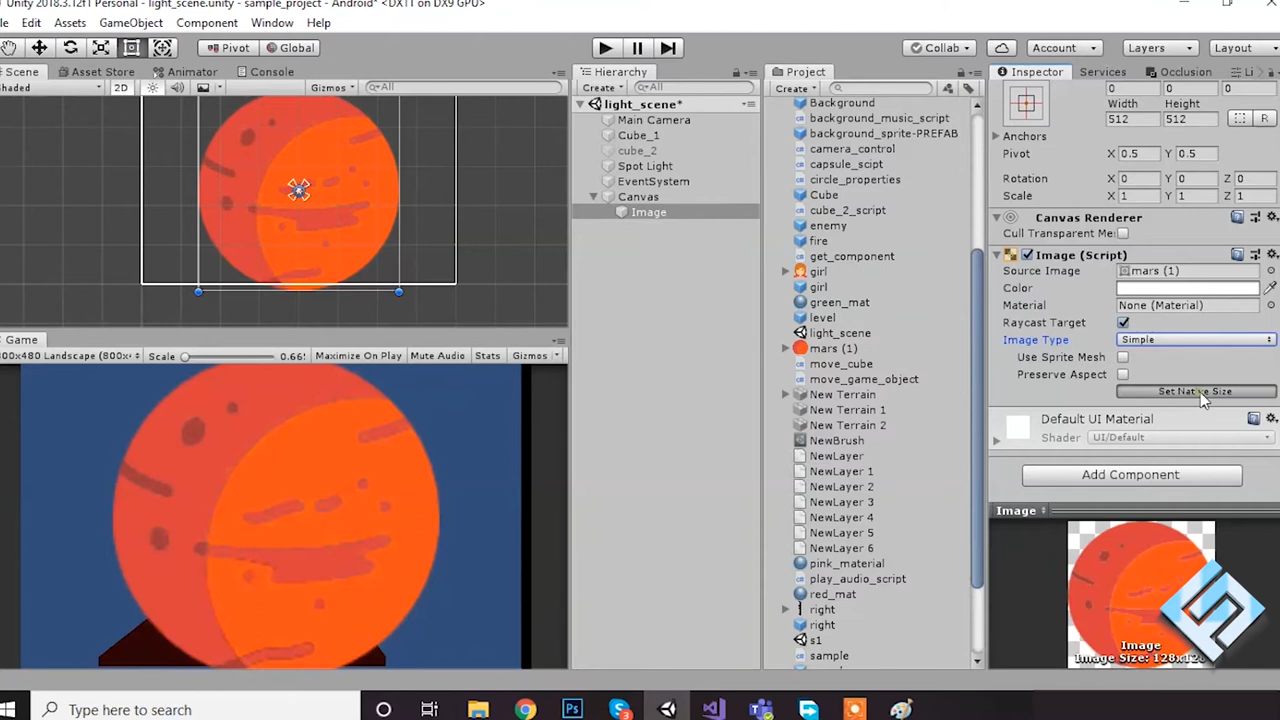 Unity 2018.3.12f1 Personal - light_scene.unity - sample_project - Android* <DX11 on DX9 GPU>
Edit Assets GameObject Component Window Help
Pivot Global Collab Account Layers Layout
Scene Asset Store Animator Console
2D Gizmos All
Game
Scale 0.66 Maximize On Play Mute Audio Stats Gizmos
Hierarchy
Create All
light_scene*
Main Camera
Cube_1
cube_2
Spot Light
EventSystem
Canvas
Image
Project
Create
Background
background_music_script
background_sprite-PREFAB
camera_control
capsule_scipt
circle_properties
Cube
cube_2_script
enemy
fire
get_component
girl
girl
green_mat
level
light_scene
mars (1)
move_cube
move_game_object
New Terrain
New Terrain 1
New Terrain 2
NewBrush
NewLayer
NewLayer 1
NewLayer 2
NewLayer 3
NewLayer 4
NewLayer 5
NewLayer 6
pink_material
play_audio_script
red_mat
right
right
s1
sample
Inspector Services Occlusion Li
0 0 0
Width Height
512 512 R
Anchors
Pivot X 0.5 Y 0.5
Rotation X 0 Y 0 Z 0
Scale X 1 Y 1 Z 1
Canvas Renderer
Cull Transparent Me
Image (Script)
Source Image mars (1)
Color
Material None (Material)
Raycast Target
Image Type Simple
Use Sprite Mesh
Preserve Aspect
Set Native Size
Default UI Material
Shader UI/Default
Add Component
Image
Image
Image Size: 128x12
Type here to search